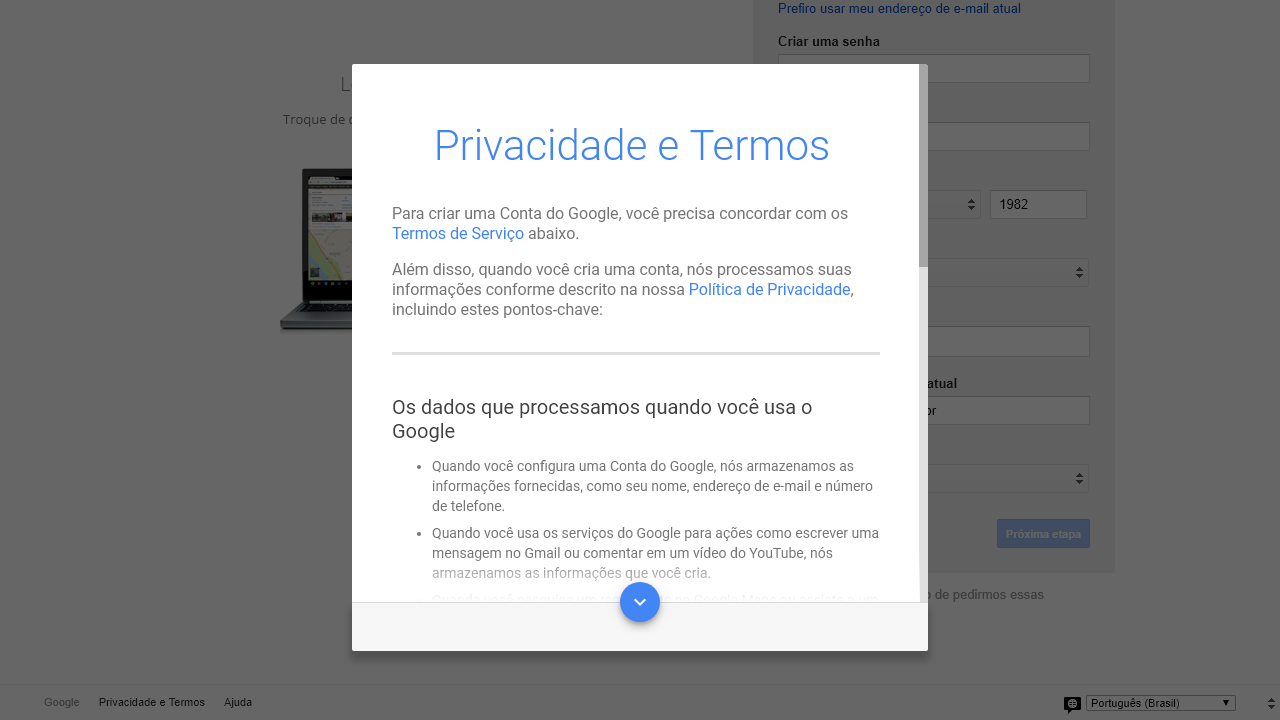 Prefiro usar meu endereço de e-mail atual
Criar uma senha
Troque de
Privacidade e Termos
Para criar uma Conta do Google, você precisa concordar com os
Termos de Serviço abaixo.
1982
Além disso, quando você cria uma conta, nós processamos suas
informações conforme descrito na nossa Política de Privacidade,
incluindo estes pontos-chave:
atual
Os dados que processamos quando você usa o
Google
Quando você configura uma Conta do Google, nós armazenamos as
informações fornecidas, como seu nome, endereço de e-mail e número
de telefone.
Quando você usa os serviços do Google para ações como escrever uma
mensagem no Gmail ou comentar em um vídeo do YouTube, nós
armazenamos as informações que você cria.
Próxima etapa
de pedirmos essas
Google Privacidade e Termos Ajuda
Português (Brasil)